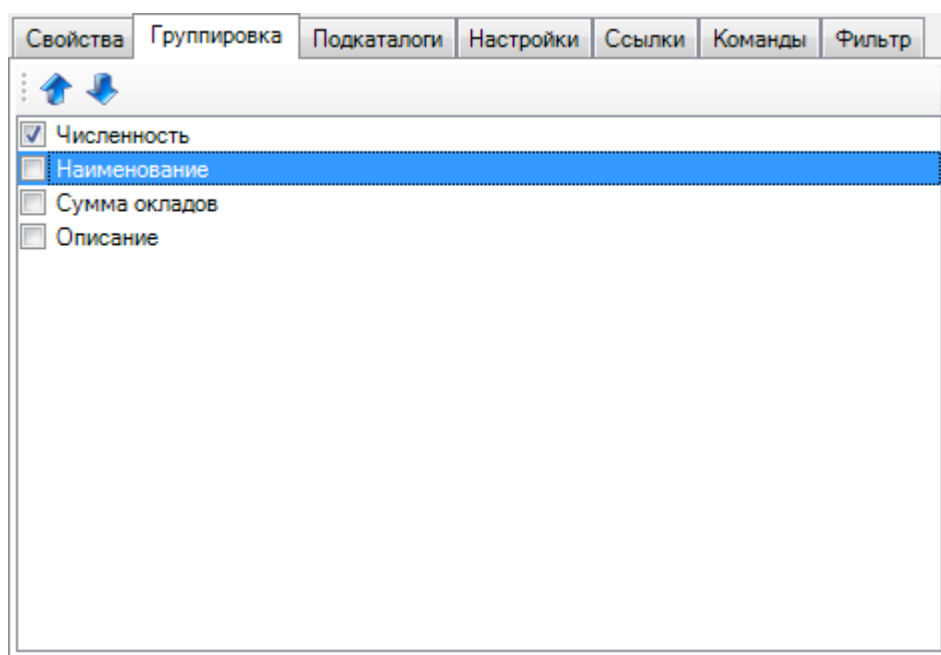 Свойства Группировка Подкаталоги Настройки Ссылки Команды Фильтр
Численность
Наименование
Сумма окладов
Описание